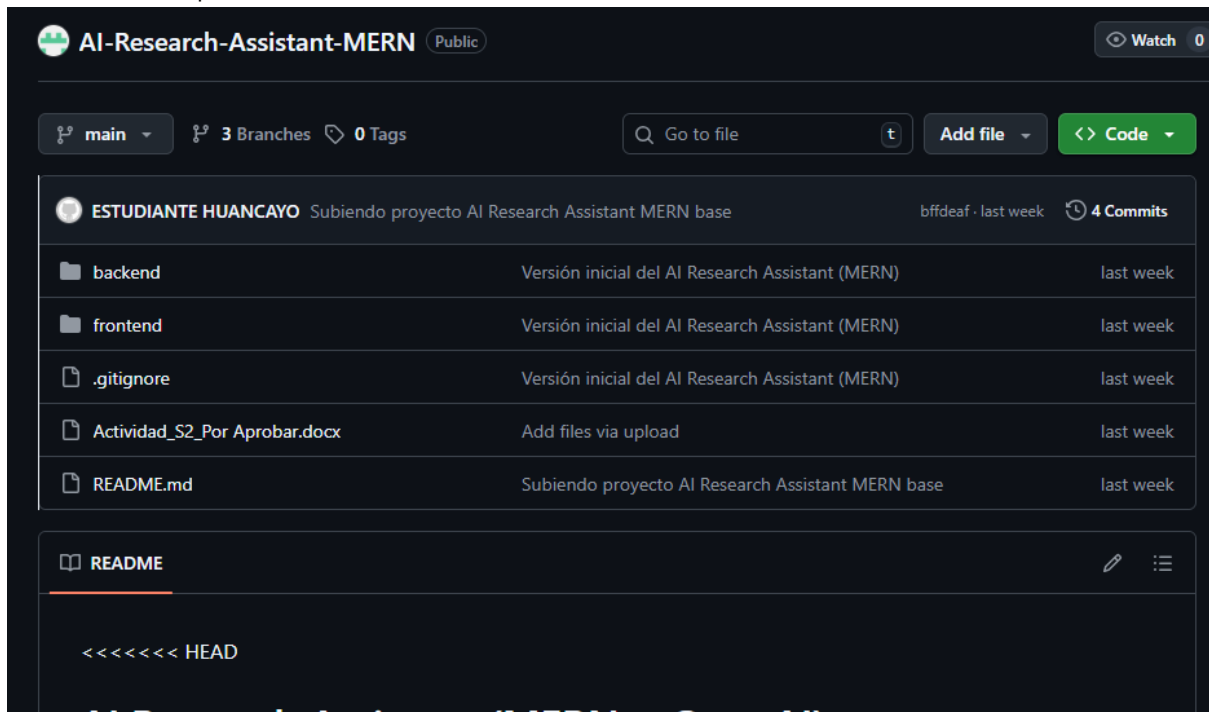 AI-Research-Assistant-MERN Public Watch 0
main 3 Branches 0 Tags Go to file t Add file <> Code
ESTUDIANTE HUANCAYO Subiendo proyecto AI Research Assistant MERN base bffdeaf · last week 4 Commits
backend Versión inicial del AI Research Assistant (MERN) last week
frontend Versión inicial del AI Research Assistant (MERN) last week
.gitignore Versión inicial del AI Research Assistant (MERN) last week
Actividad_S2_Por Aprobar.docx Add files via upload last week
README.md Subiendo proyecto AI Research Assistant MERN base last week
README
<<<<<<< HEAD